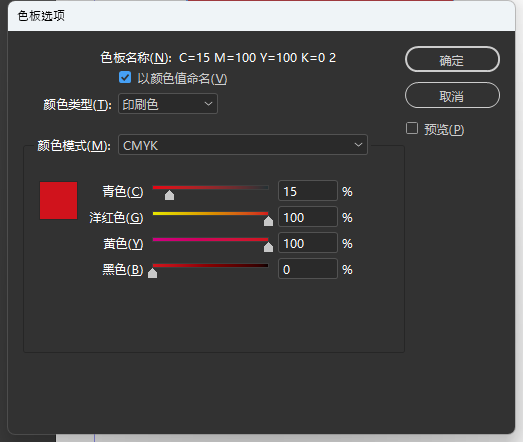 色板选项
色板名称(N): C=15 M=100 Y=100 K=0 2
以颜色值命名(V)
颜色类型(T): 印刷色
确定
取消
预览(P)
颜色模式(M): CMYK
青色(C) 15 %
洋红色(G) 100 %
黄色(Y) 100 %
黑色(B) 0 %